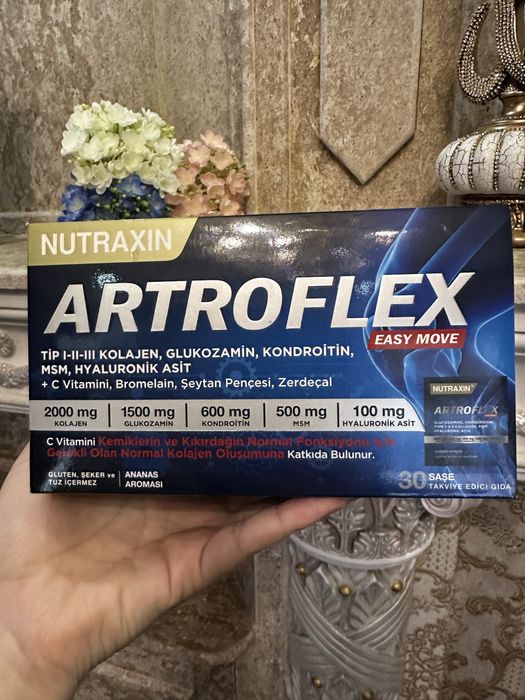 NUTRAXIN
ARTROFLEX
EASY MOVE
TİP I-II-III KOLAJEN, GLUKOZAMİN, KONDROİTİN,
MSM, HYALURONİK ASİT
+ C Vitamini, Bromelain, Şeytan Pençesi, Zerdeçal
2000 mg KOLAJEN
1500 mg GLUKOZAMİN
600 mg KONDROİTİN
500 mg MSM
100 mg HYALURONİK ASİT
C Vitamini Kemiklerin ve Kıkırdağın Normal Fonksiyonu için
Gerekli Olan Normal Kolajen Oluşumuna Katkıda Bulunur.
GLUTEN, ŞEKER ve
TUZ İÇERMEZ
ANANAS
AROMASI
30 SAŞE
TAKVİYE EDİCİ GIDA
NUTRAXIN
ARTROFLEX